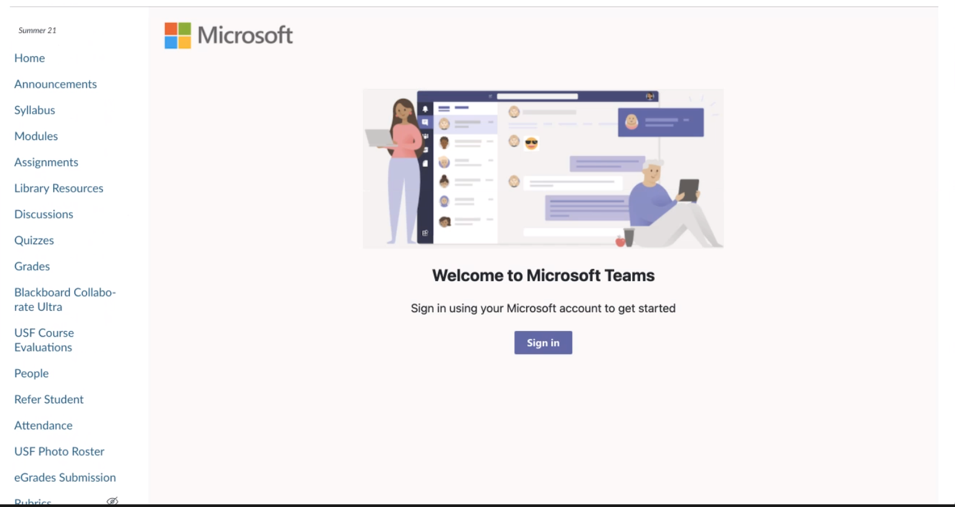 Summer 21
Home
Announcements
Syllabus
Modules
Assignments
Library Resources
Discussions
Quizzes
Grades
Blackboard Collabo-
rate Ultra
USF Course
Evaluations
People
Refer Student
Attendance
USF Photo Roster
eGrades Submission
Rubrics
Microsoft
Welcome to Microsoft Teams
Sign in using your Microsoft account to get started
Sign in